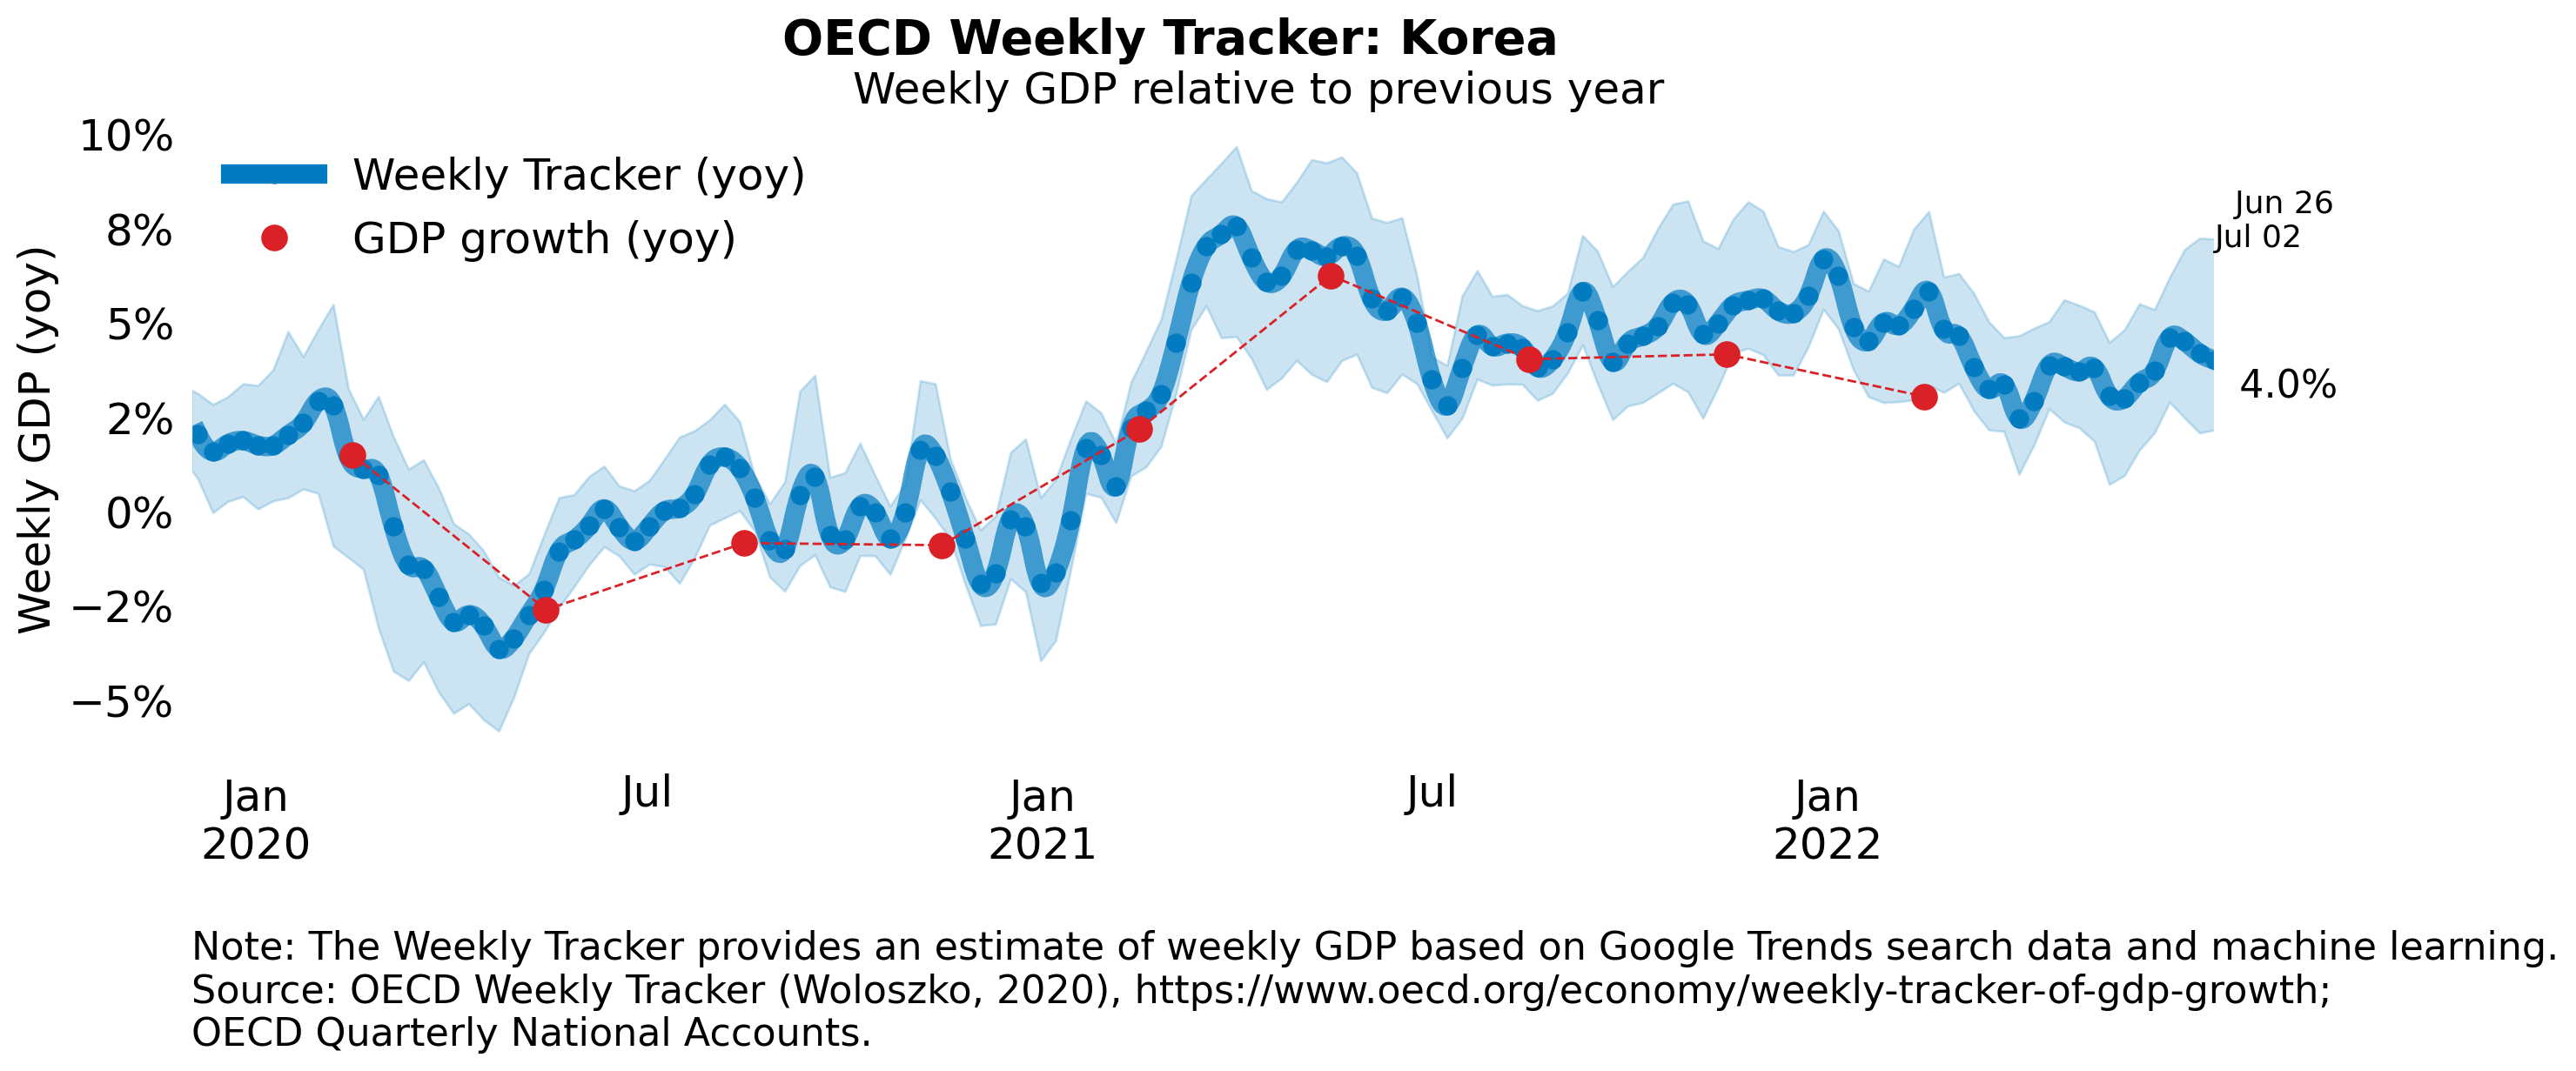 OECD Weekly Tracker: Korea
Weekly GDP relative to previous year
Weekly GDP (yoy)
10%
8%
5%
2%
0%
−2%
−5%
Weekly Tracker (yoy)
GDP growth (yoy)
Jun 26
Jul 02
4.0%
Jan
2020
Jul
Jan
2021
Jul
Jan
2022
Note: The Weekly Tracker provides an estimate of weekly GDP based on Google Trends search data and machine learning.
Source: OECD Weekly Tracker (Woloszko, 2020), https://www.oecd.org/economy/weekly-tracker-of-gdp-growth;
OECD Quarterly National Accounts.